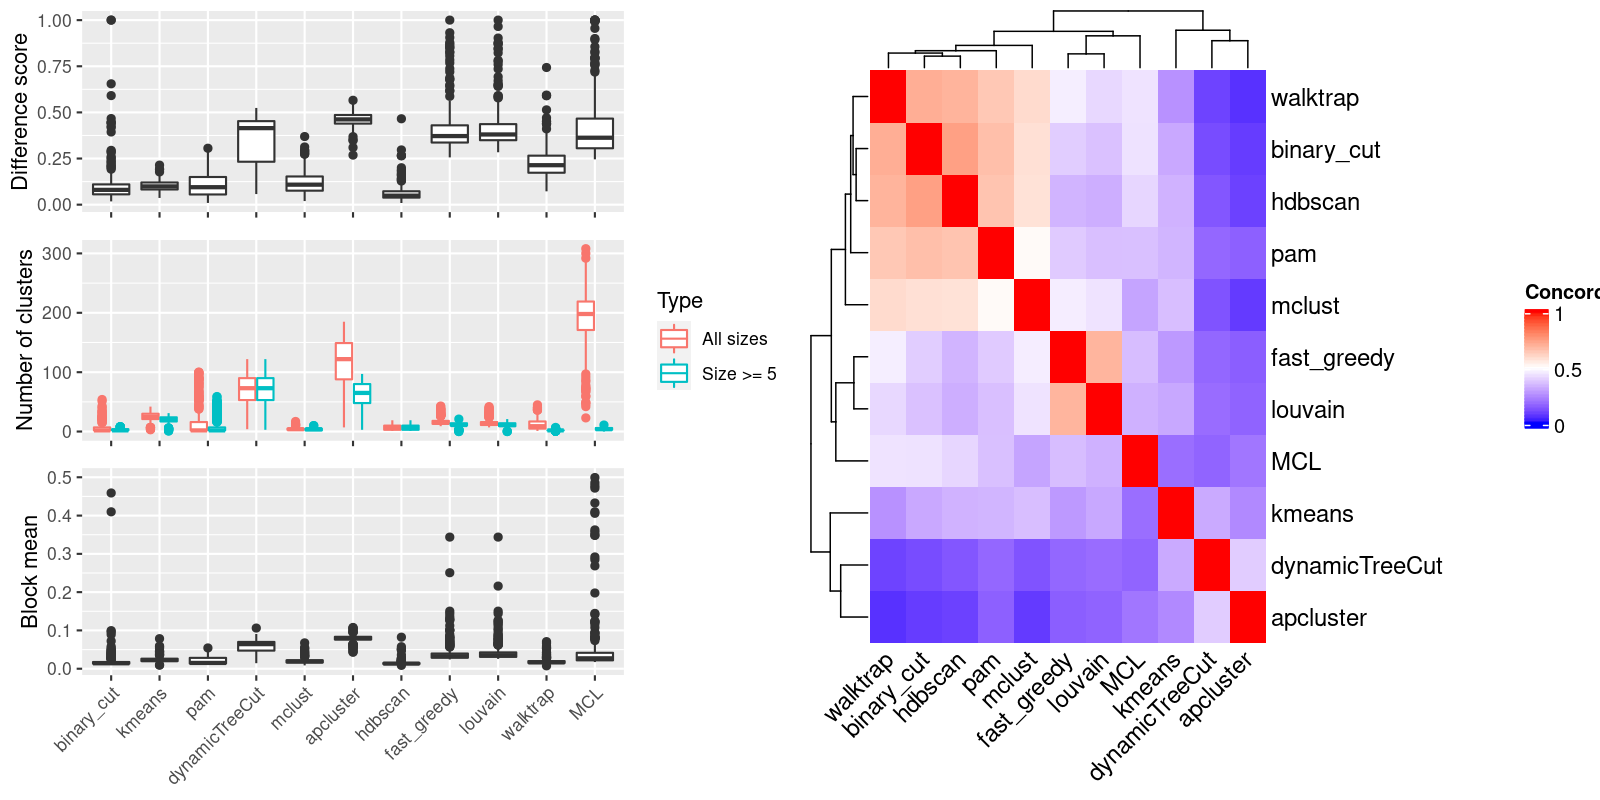 Difference score
1.00
0.75
0.50
0.25
0.00
Number of clusters
300
200
100
0
Block mean
0.5
0.4
0.3
0.2
0.1
0.0
binary_cut
kmeans
pam
dynamicTreeCut
mclust
apcluster
hdbscan
fast_greedy
louvain
walktrap
MCL
Type
All sizes
Size >= 5
walktrap
binary_cut
hdbscan
pam
mclust
fast_greedy
louvain
MCL
kmeans
dynamicTreeCut
apcluster
walktrap
binary_cut
hdbscan
pam
mclust
fast_greedy
louvain
MCL
kmeans
dynamicTreeCut
apcluster
Concord
1
0.5
0